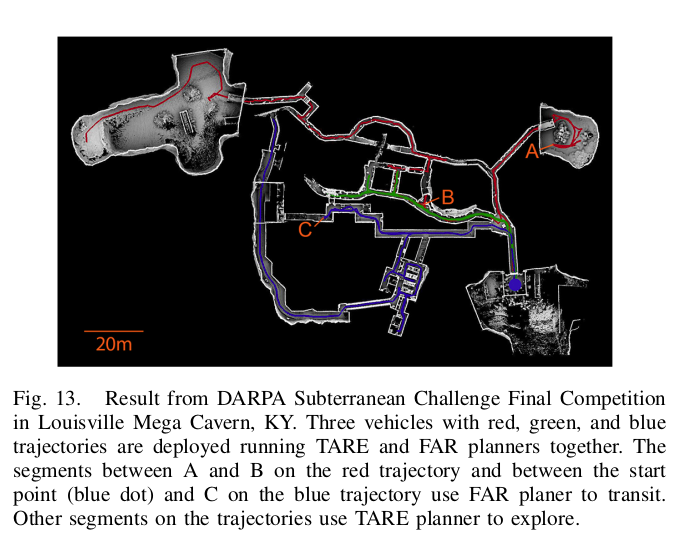 A
B
C
20m
Fig. 13. Result from DARPA Subterranean Challenge Final Competition
in Louisville Mega Cavern, KY. Three vehicles with red, green, and blue
trajectories are deployed running TARE and FAR planners together. The
segments between A and B on the red trajectory and between the start
point (blue dot) and C on the blue trajectory use FAR planer to transit.
Other segments on the trajectories use TARE planner to explore.